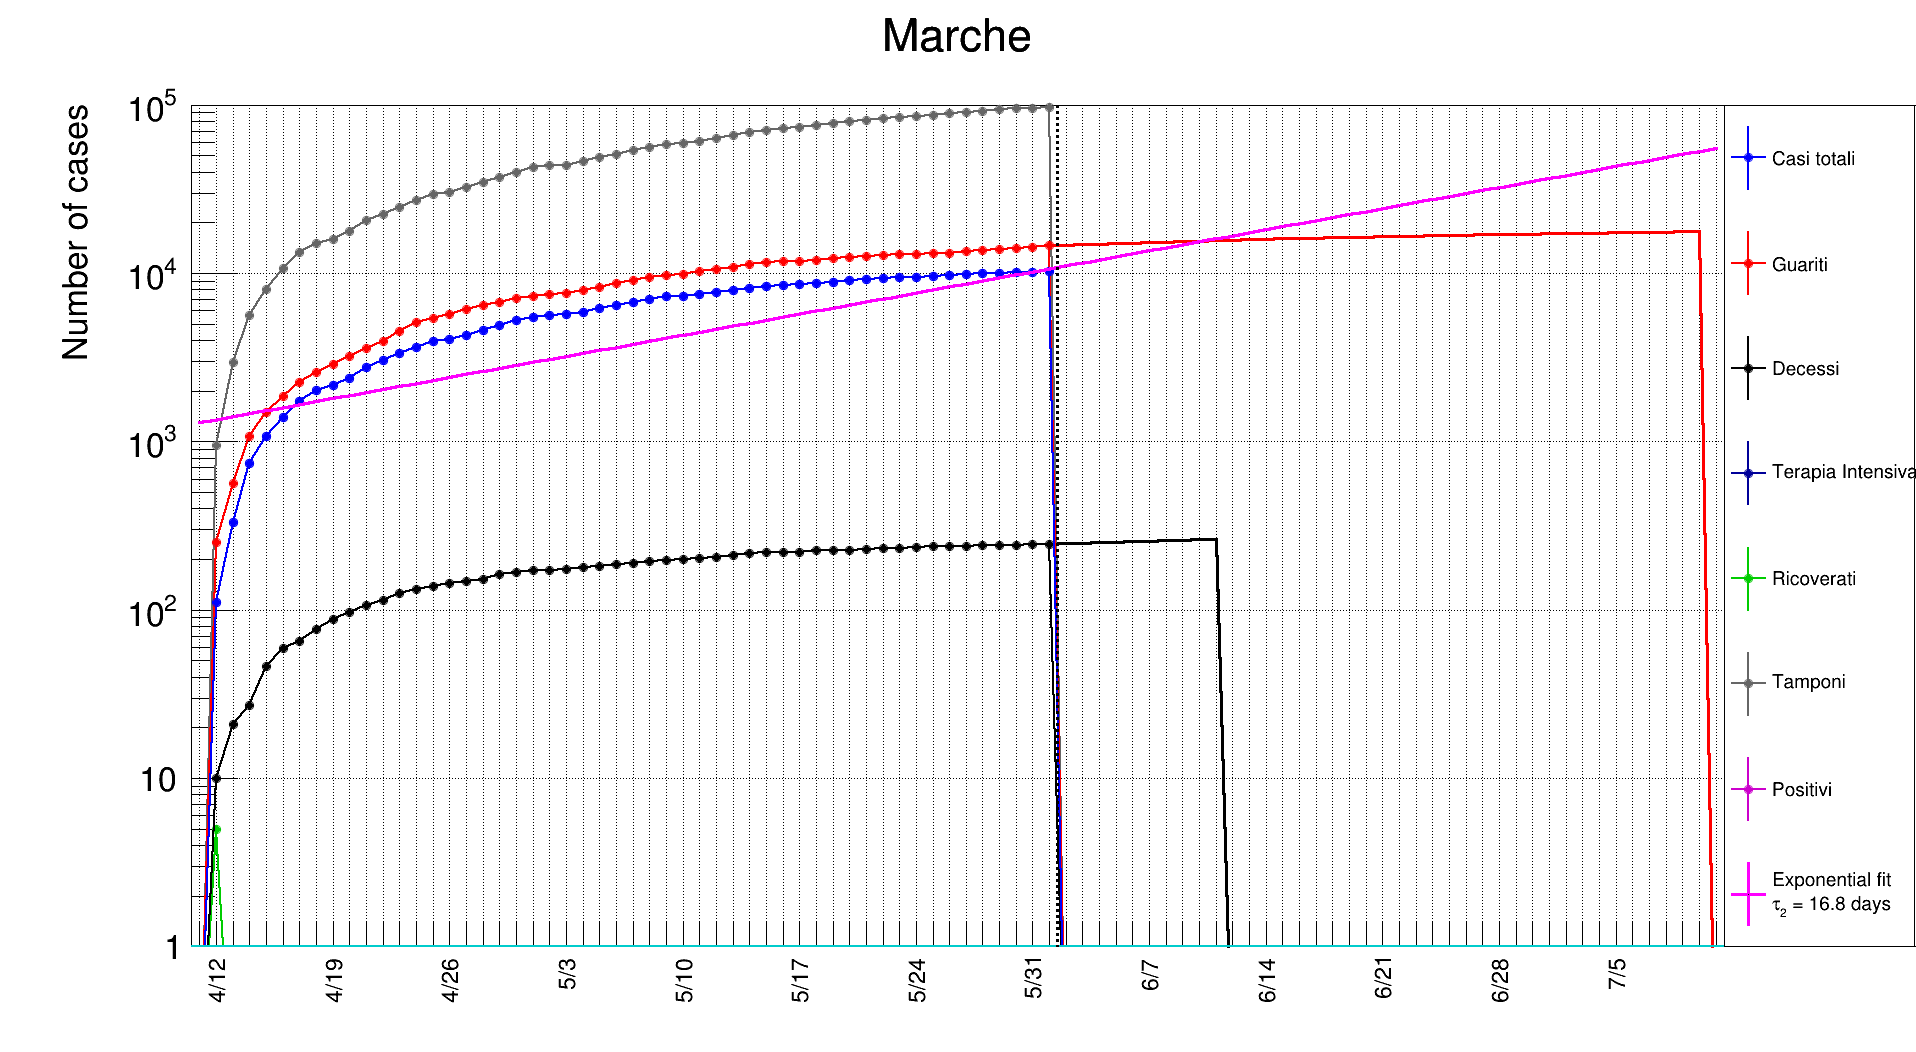 Marche
Number of cases
10^5
10^4
10^3
10^2
10
1
4/12
4/19
4/26
5/3
5/10
5/17
5/24
5/31
6/7
6/14
6/21
6/28
7/5
Casi totali
Guariti
Decessi
Terapia Intensiva
Ricoverati
Tamponi
Positivi
Exponential fit
τ₂ = 16.8 days